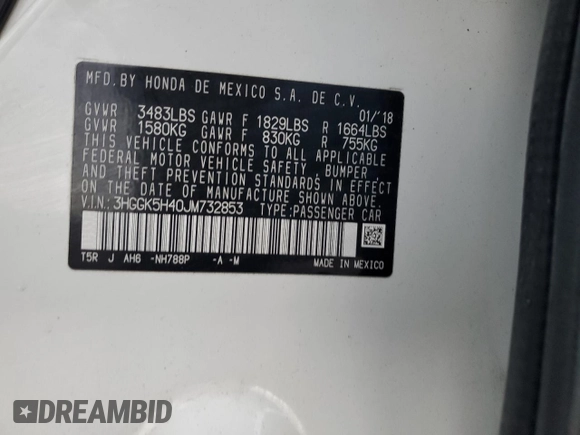 MFD. BY HONDA DE MEXICO S.A. DE C.V.
01/'18
GVWR 3483LBS GAWR F 1829LBS R 1664LBS
GVWR 1580KG GAWR F 830KG R 755KG
THIS VEHICLE CONFORMS TO ALL APPLICABLE
FEDERAL MOTOR VEHICLE SAFETY, BUMPER
AND THEFT PREVENTION STANDARDS IN EFFECT
ON THE DATE OF MANUFACTURE SHOWN ABOVE.
V.I.N.: 3HGGK5H40JM732853 TYPE: PASSENGER CAR
T5R J AH6 -NH788P -A -M MADE IN MEXICO
DREAMBID